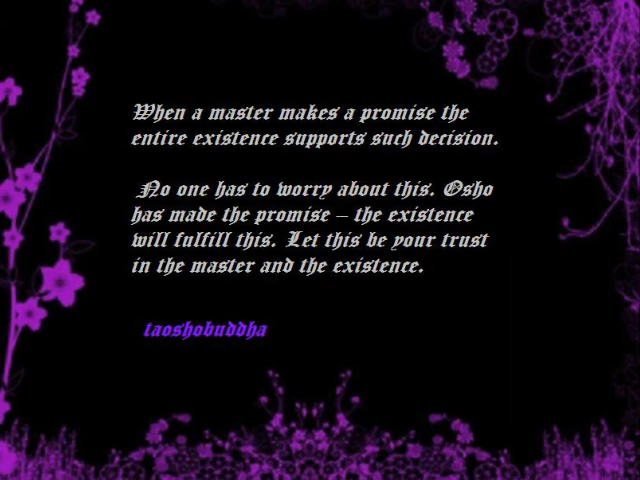 When a master makes a promise the
entire existence supports such decision.
No one has to worry about this. Osho
has made the promise – the existence
will fulfill this. Let this be your trust
in the master and the existence.
taoshobuddha